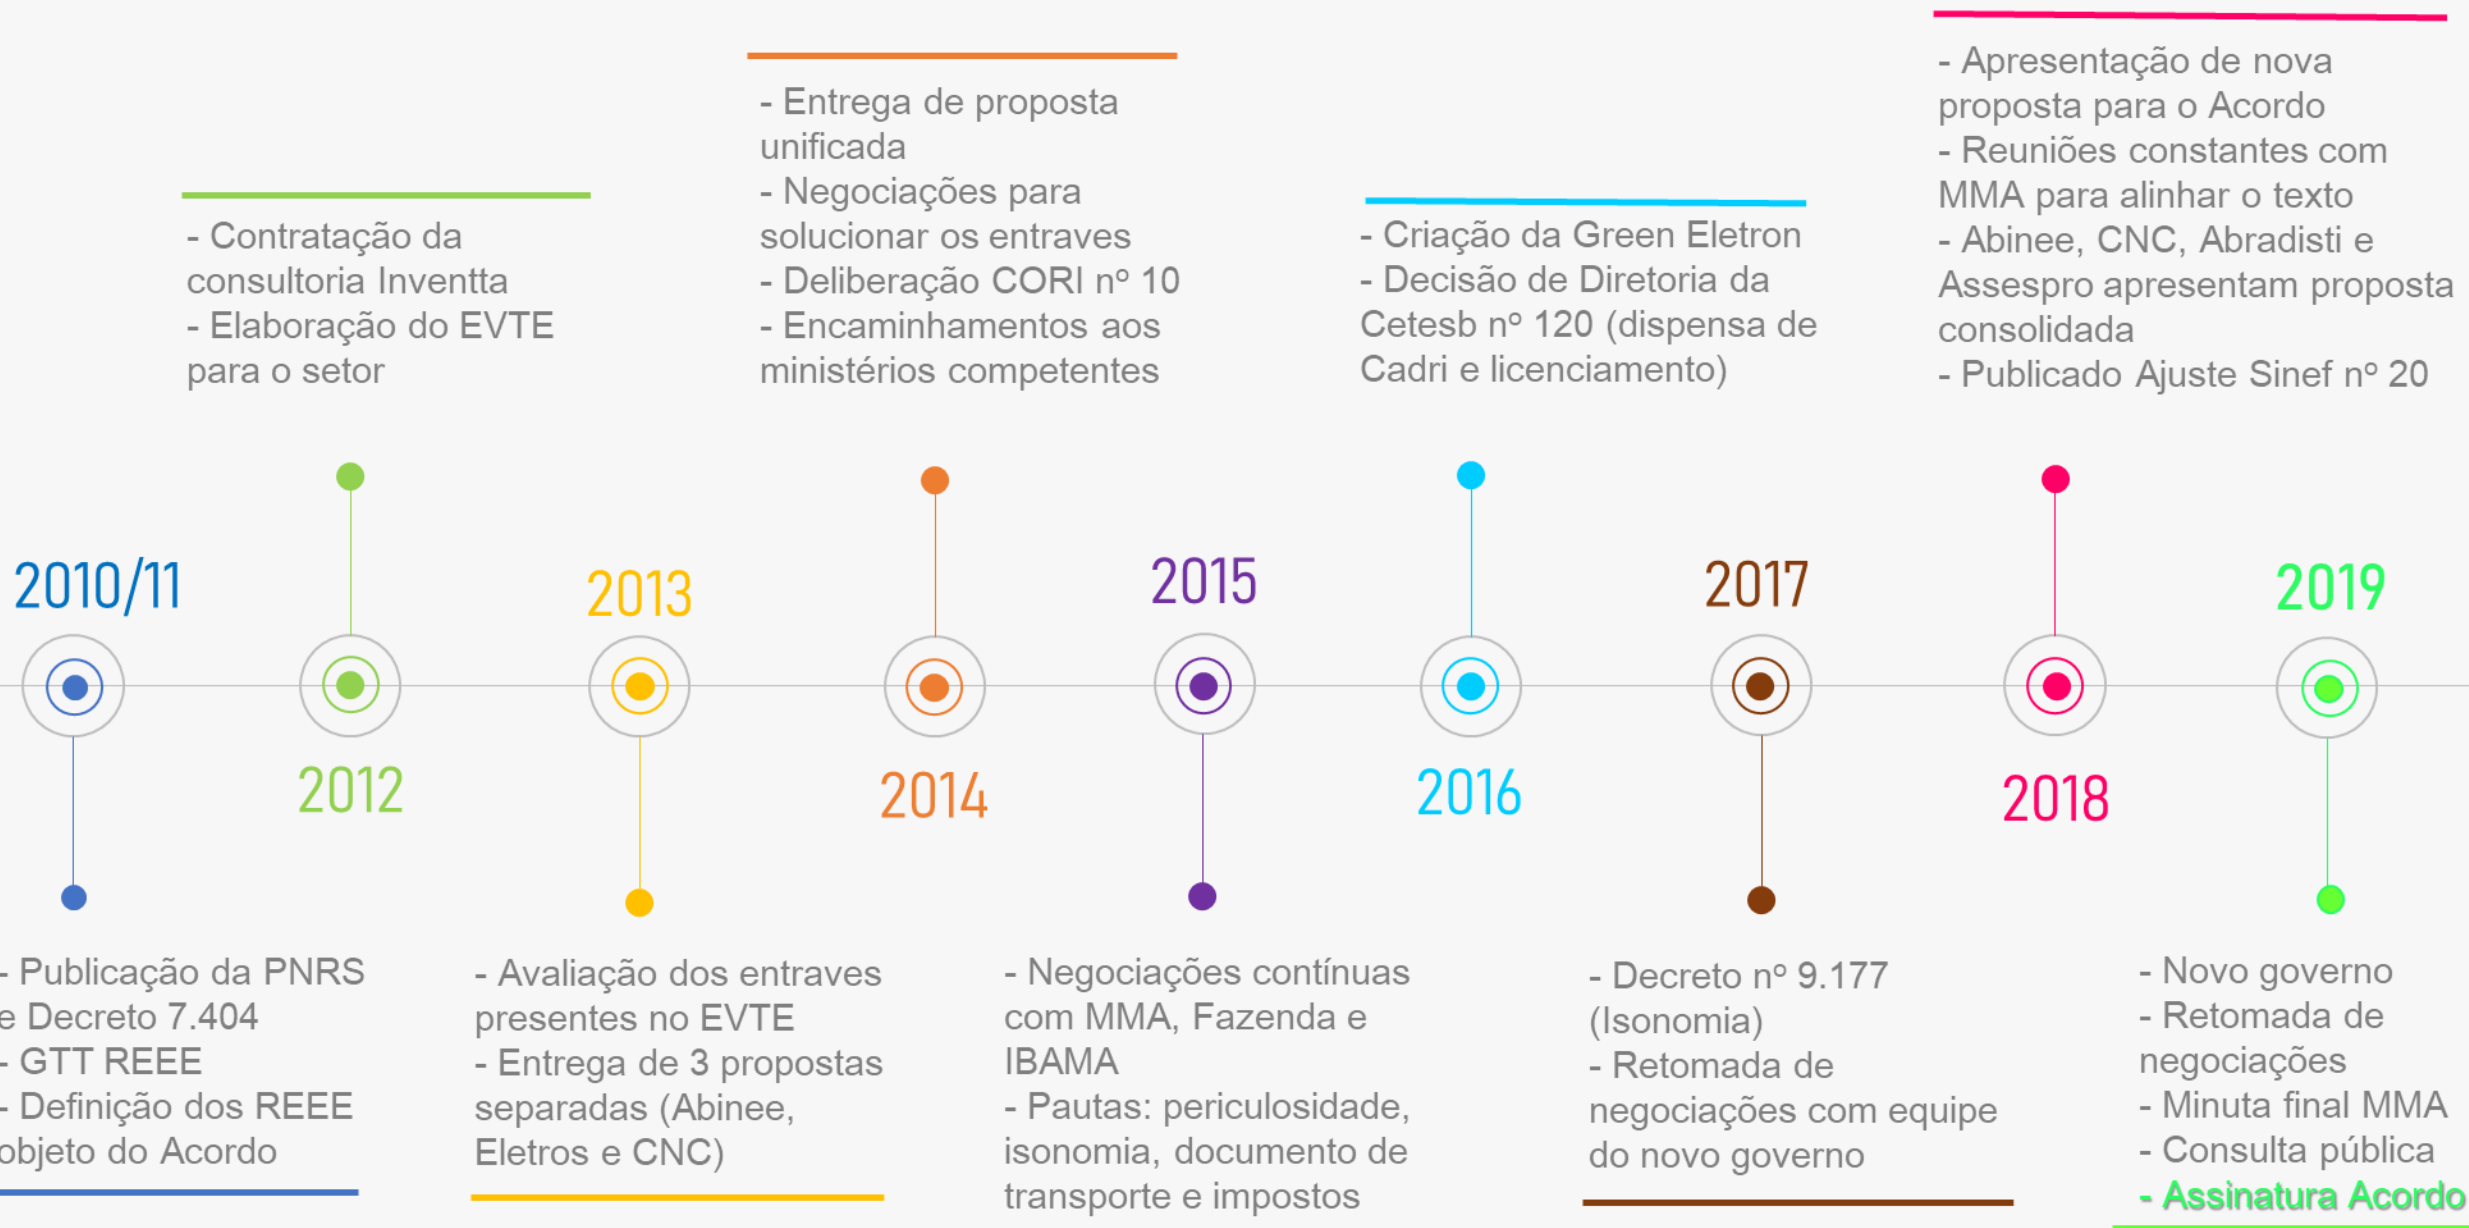 2010/11
- Publicação da PNRS
e Decreto 7.404
- GTT REEE
- Definição dos REEE
objeto do Acordo
- Contratação da
consultoria Inventta
- Elaboração do EVTE
para o setor
2012
2013
- Avaliação dos entraves
presentes no EVTE
- Entrega de 3 propostas
separadas (Abinee,
Eletros e CNC)
- Entrega de proposta
unificada
- Negociações para
solucionar os entraves
- Deliberação CORI nº 10
- Encaminhamentos aos
ministérios competentes
2014
2015
- Negociações contínuas
com MMA, Fazenda e
IBAMA
- Pautas: periculosidade,
isonomia, documento de
transporte e impostos
- Criação da Green Eletron
- Decisão de Diretoria da
Cetesb nº 120 (dispensa de
Cadri e licenciamento)
2016
2017
- Decreto nº 9.177
(Isonomia)
- Retomada de
negociações com equipe
do novo governo
- Apresentação de nova
proposta para o Acordo
- Reuniões constantes com
MMA para alinhar o texto
- Abinee, CNC, Abradisti e
Assespro apresentam proposta
consolidada
- Publicado Ajuste Sinef nº 20
2018
2019
- Novo governo
- Retomada de
negociações
- Minuta final MMA
- Consulta pública
- Assinatura Acordo